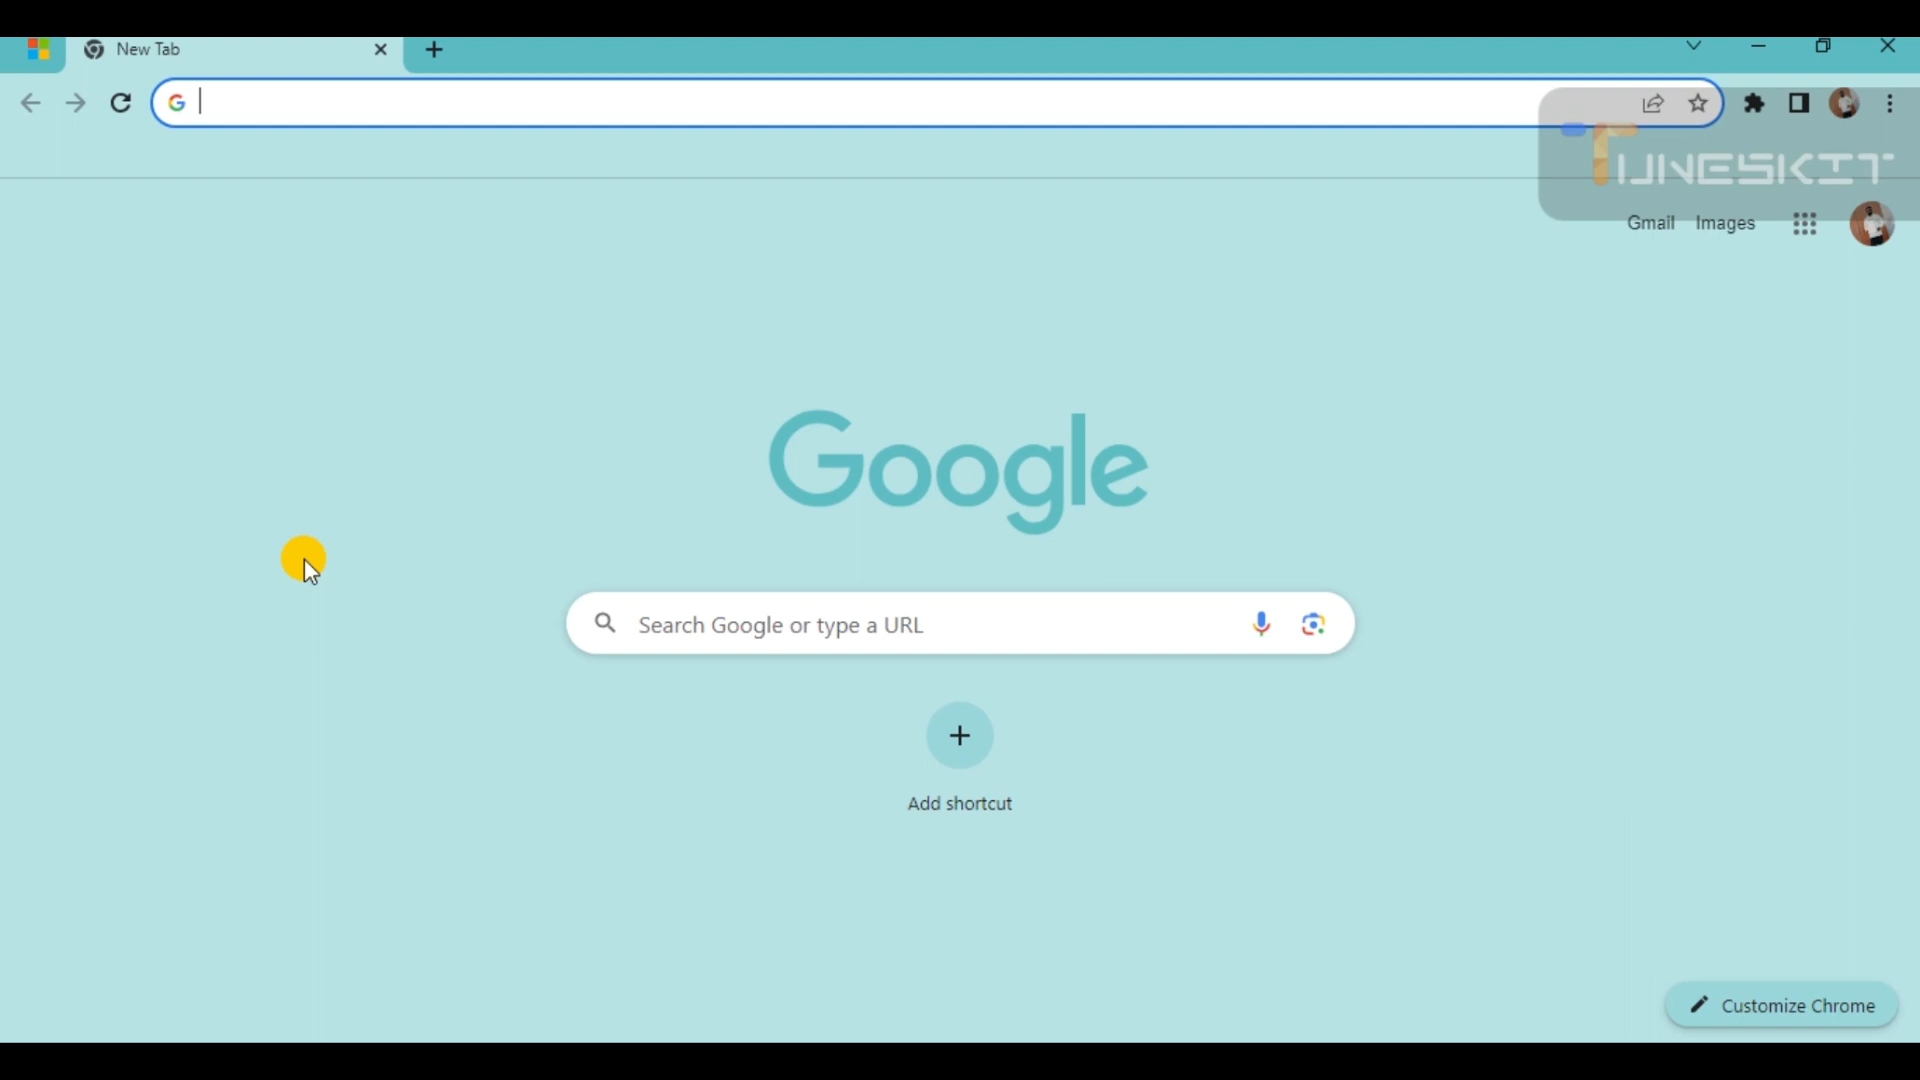 New Tab
TUNESKIT
Gmail Images
Google
Search Google or type a URL
Add shortcut
Customize Chrome